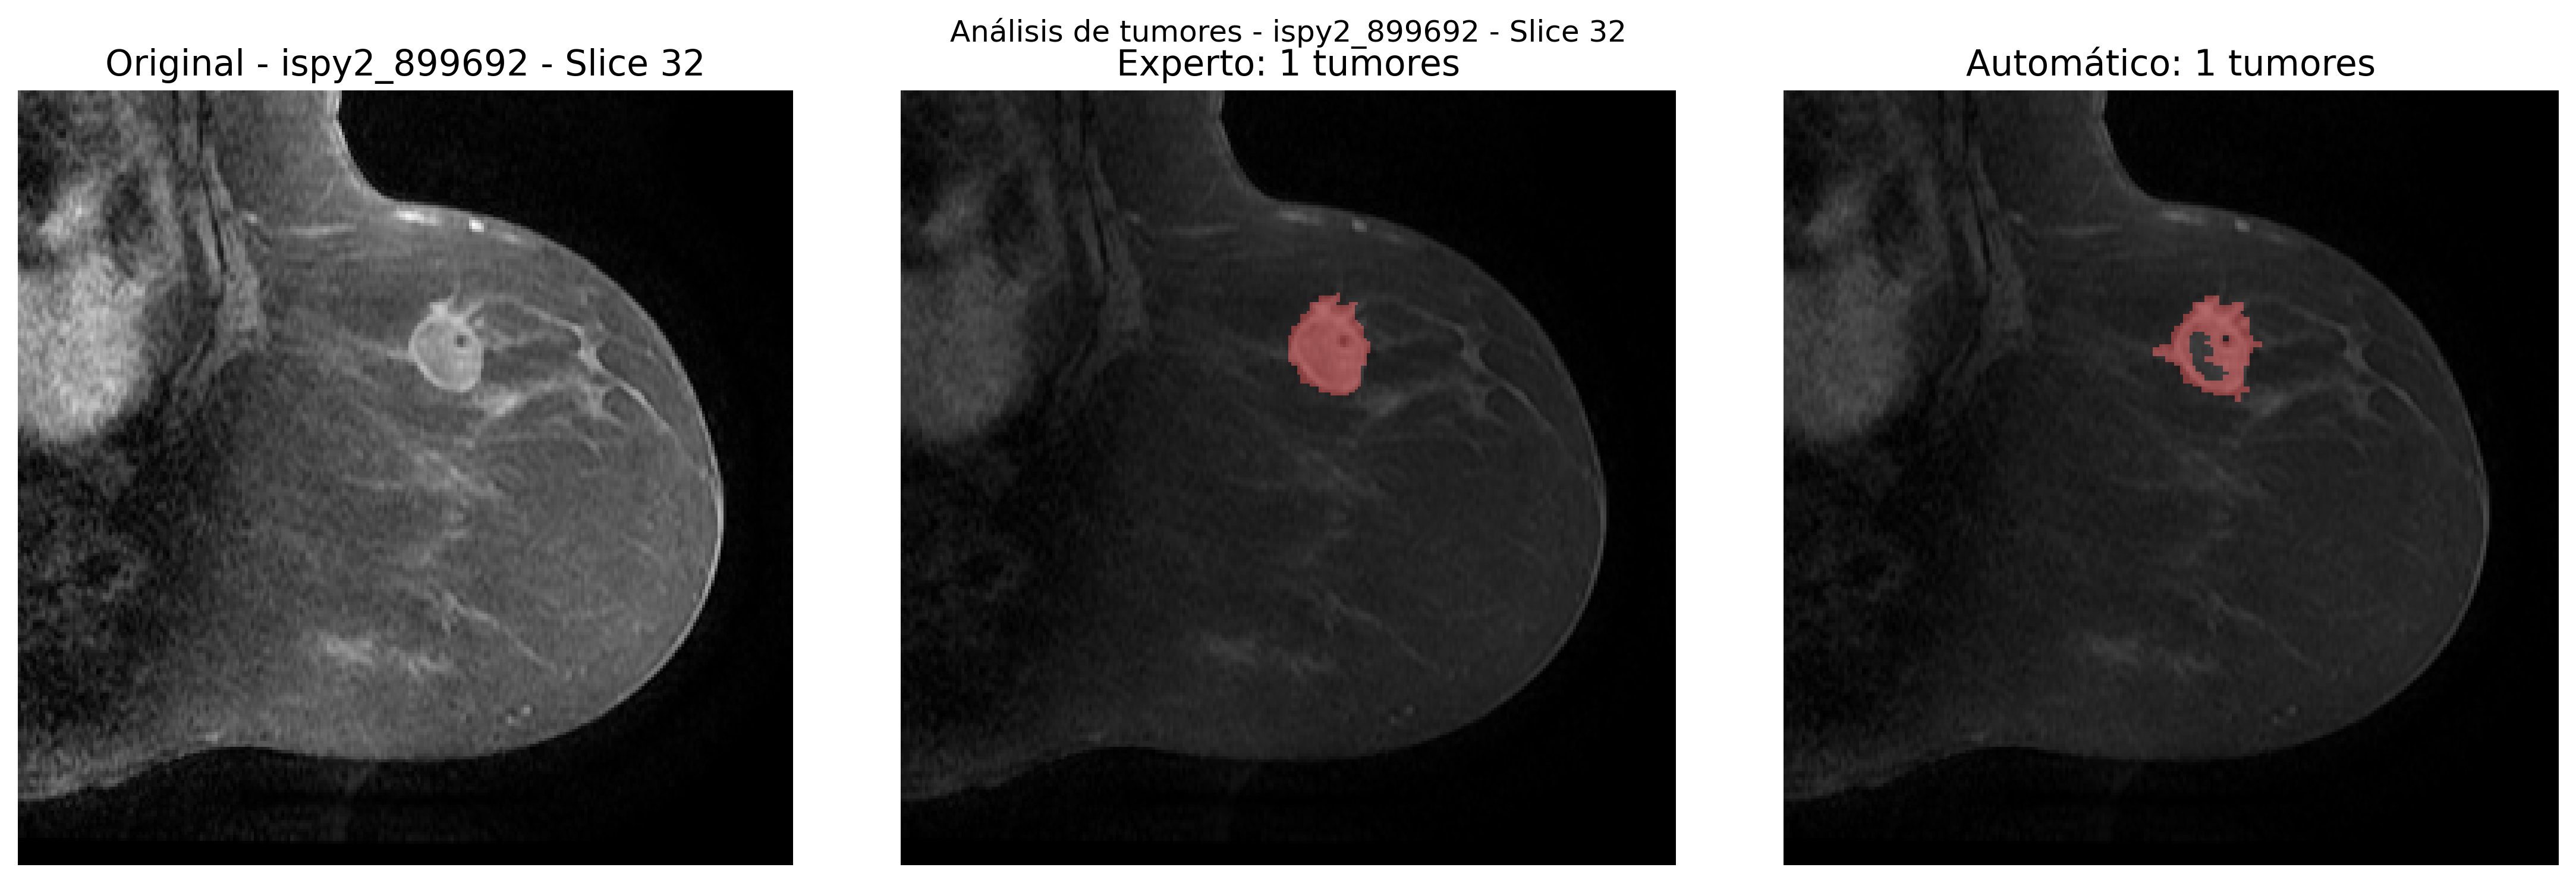 Análisis de tumores - ispy2_899692 - Slice 32
Original - ispy2_899692 - Slice 32
Experto: 1 tumores
Automático: 1 tumores